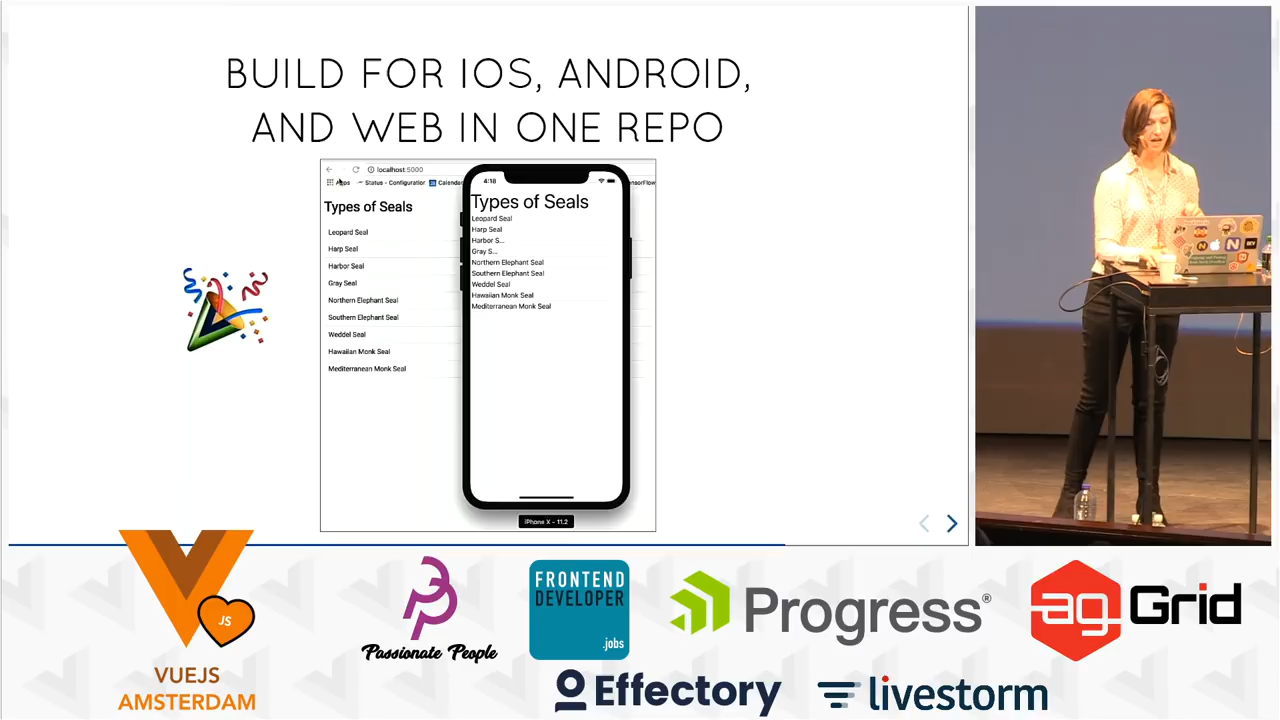 BUILD FOR IOS, ANDROID,
AND WEB IN ONE REPO
localhost:5000
Apps
Status - Configuration
Calendar
Types of Seals
Leopard Seal
Harp Seal
Harbor Seal
Gray Seal
Northern Elephant Seal
Southern Elephant Seal
Weddel Seal
Hawaiian Monk Seal
Mediterranean Monk Seal
4:18
Types of Seals
Leopard Seal
Harp Seal
Harbor S...
Gray S...
Northern Elephant Seal
Southern Elephant Seal
Weddel Seal
Hawaiian Monk Seal
Mediterranean Monk Seal
iPhone X - 11.2
JS
VUEJS
AMSTERDAM
Passionate People
FRONTEND
DEVELOPER
.jobs
Progress®
ag Grid
Effectory
livestorm